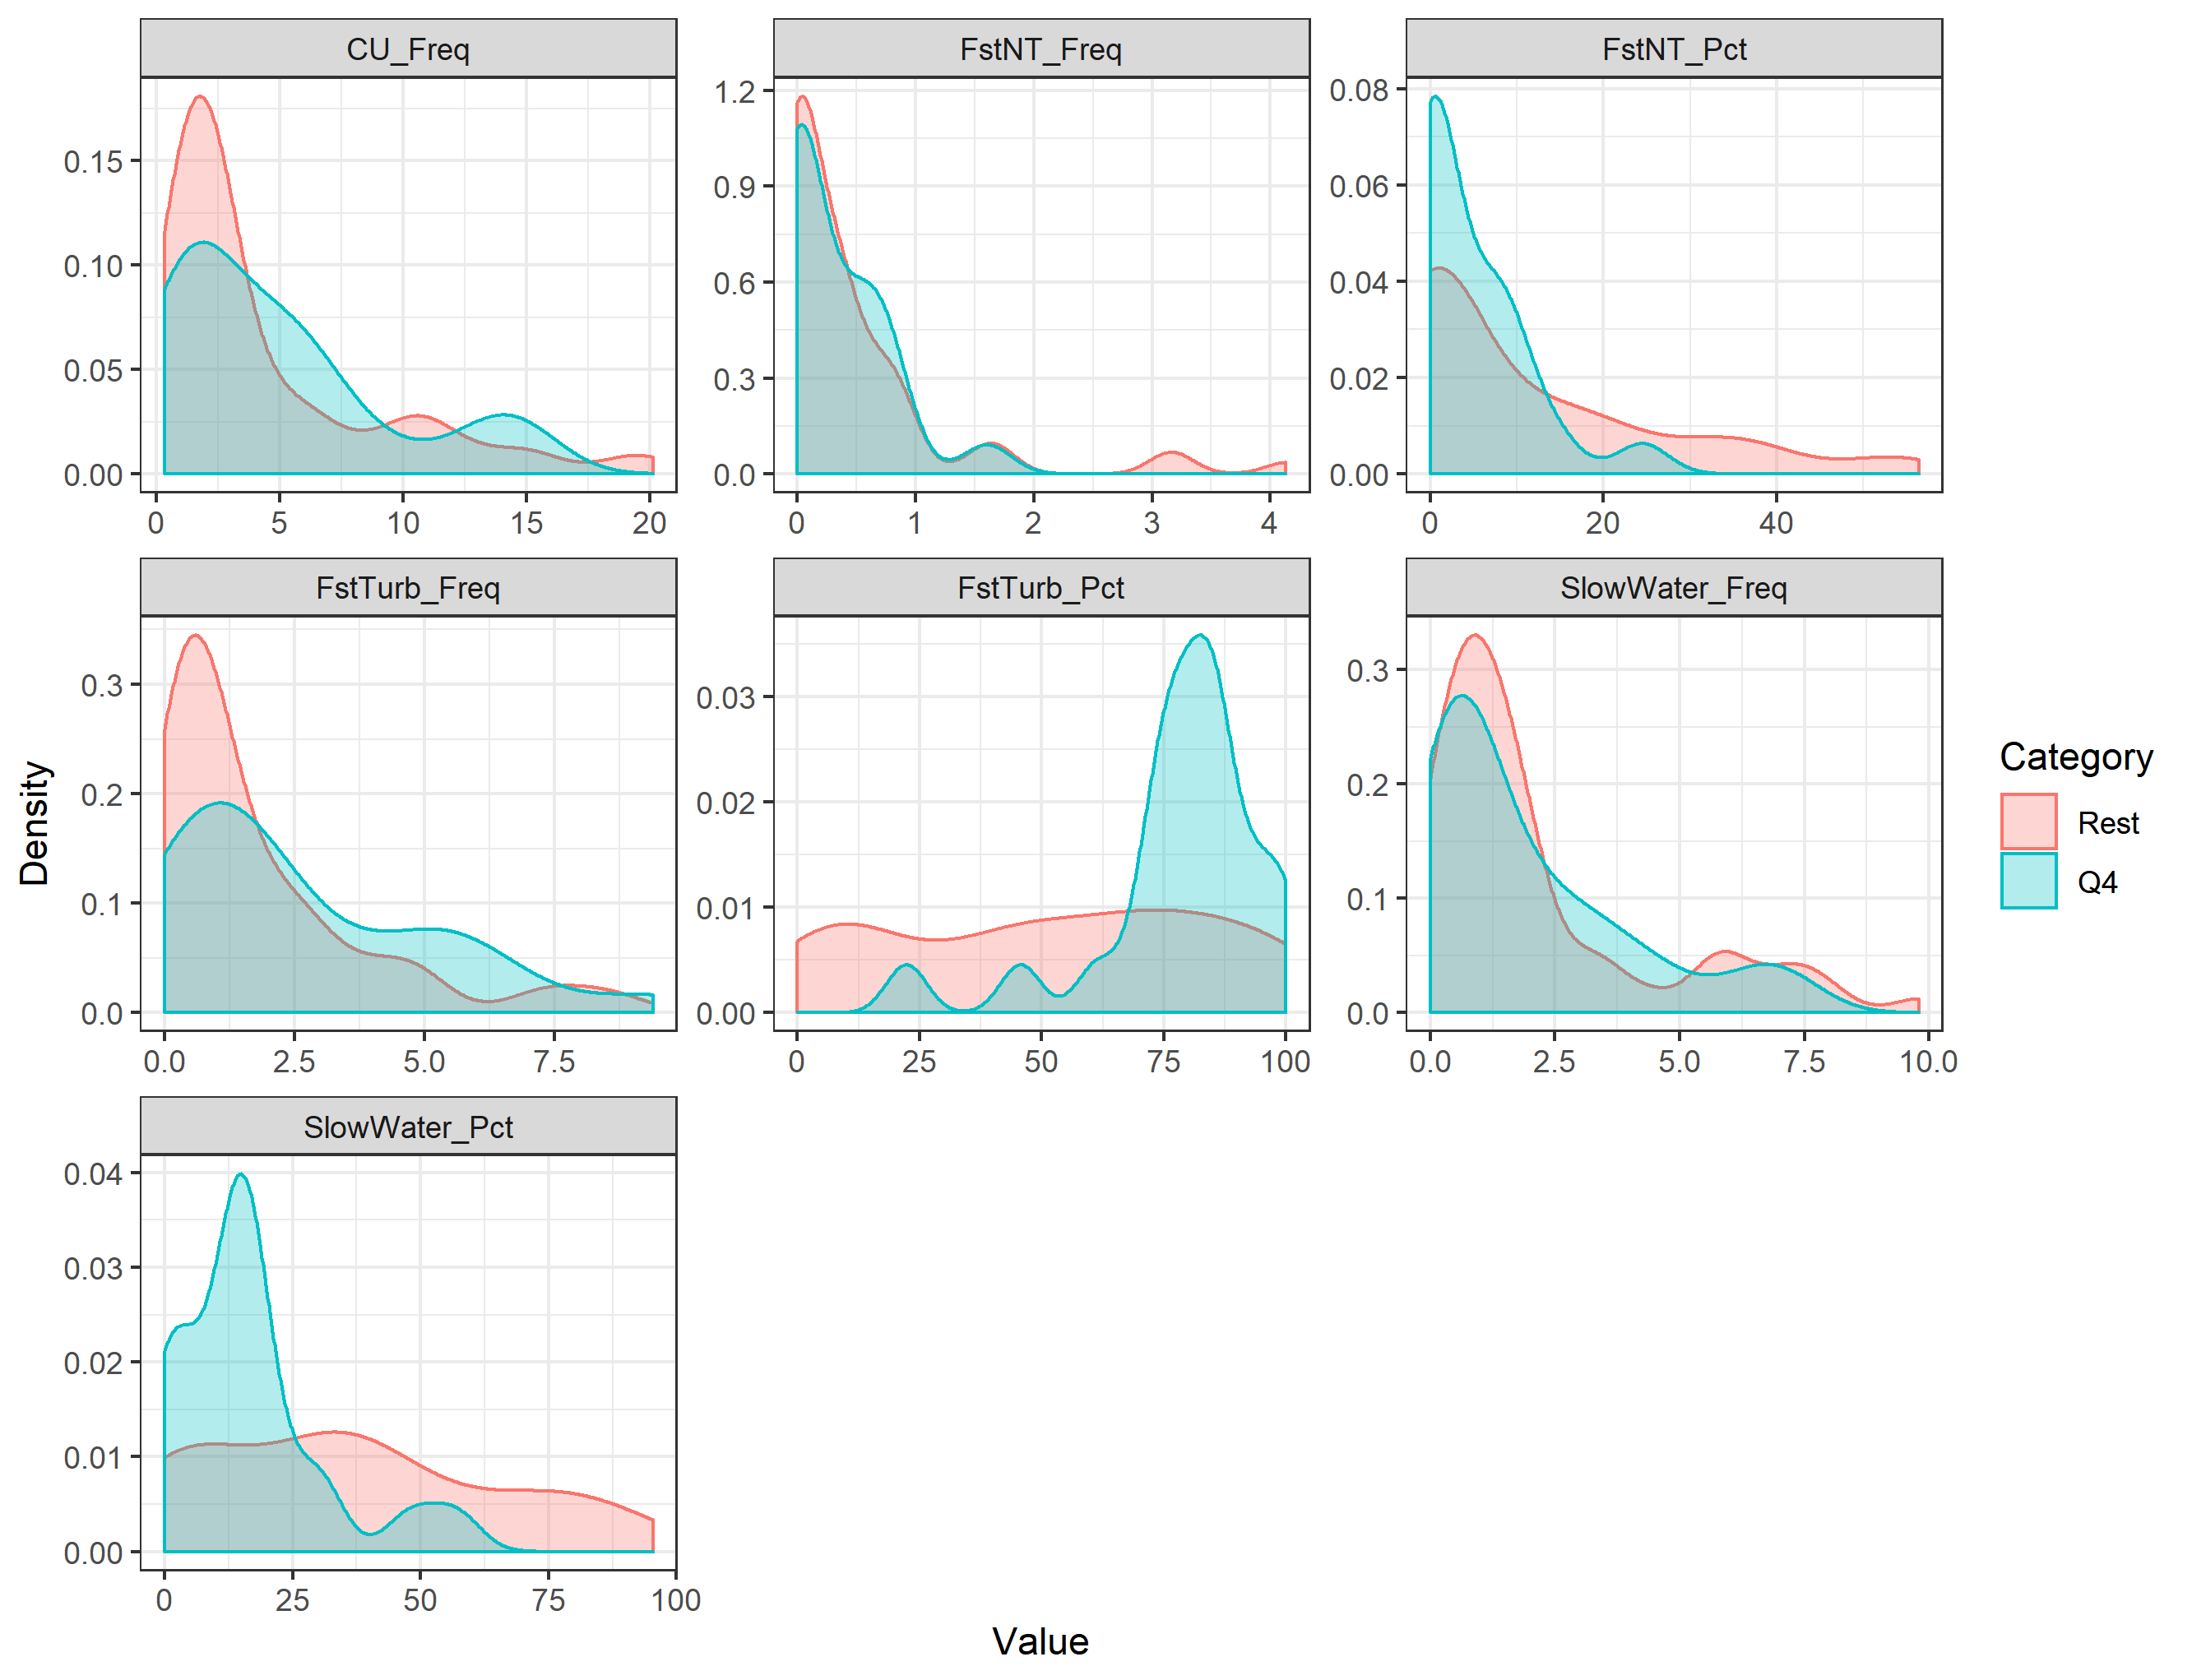 CU_Freq
FstNT_Freq
FstNT_Pct
0.15
0.10
0.05
0.00
0 5 10 15 20
1.2
0.9
0.6
0.3
0.0
0 1 2 3 4
0.08
0.06
0.04
0.02
0.00
0 20 40
FstTurb_Freq
FstTurb_Pct
SlowWater_Freq
0.3
0.2
0.1
0.0
0.0 2.5 5.0 7.5
0.03
0.02
0.01
0.00
0 25 50 75 100
0.3
0.2
0.1
0.0
0.0 2.5 5.0 7.5 10.0
SlowWater_Pct
0.04
0.03
0.02
0.01
0.00
0 25 50 75 100
Density
Value
Category
Rest
Q4